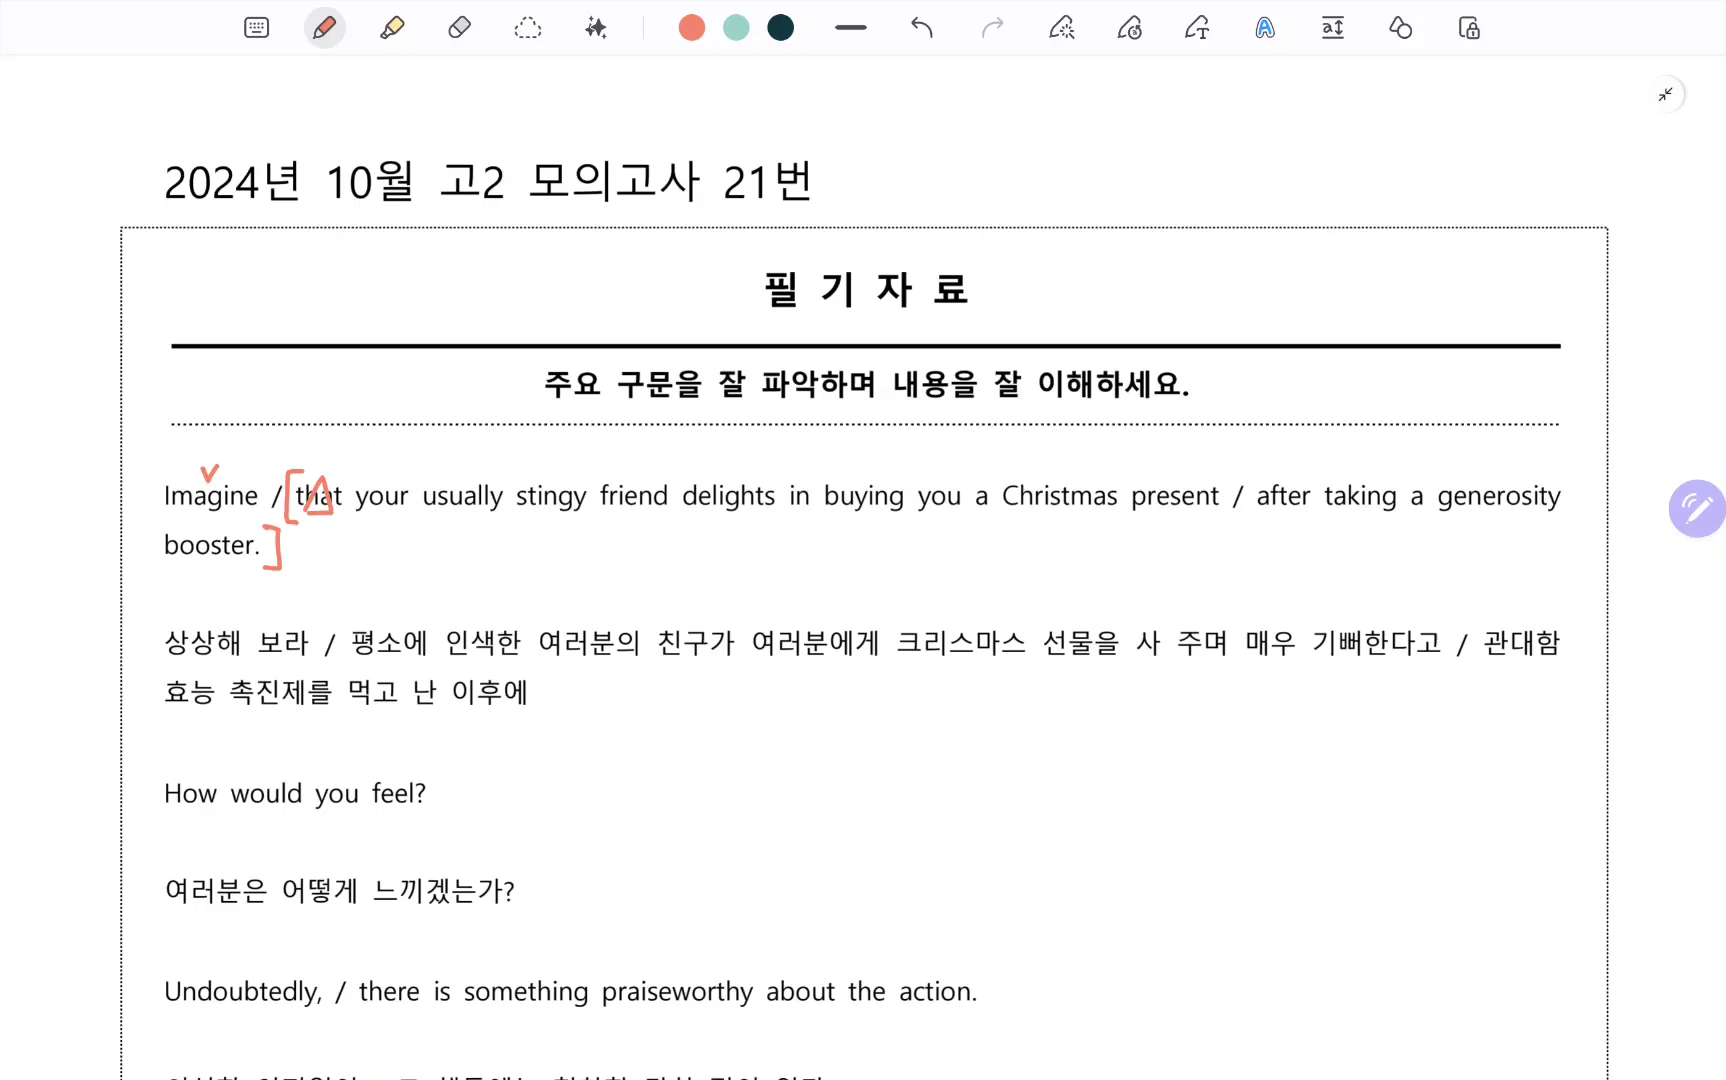 2024년 10월 고2 모의고사 21번
필 기 자 료
주요 구문을 잘 파악하며 내용을 잘 이해하세요.
Imagine / that your usually stingy friend delights in buying you a Christmas present / after taking a generosity
booster.
상상해 보라 / 평소에 인색한 여러분의 친구가 여러분에게 크리스마스 선물을 사 주며 매우 기뻐한다고 / 관대함
효능 촉진제를 먹고 난 이후에
How would you feel?
여러분은 어떻게 느끼겠는가?
Undoubtedly, / there is something praiseworthy about the action.